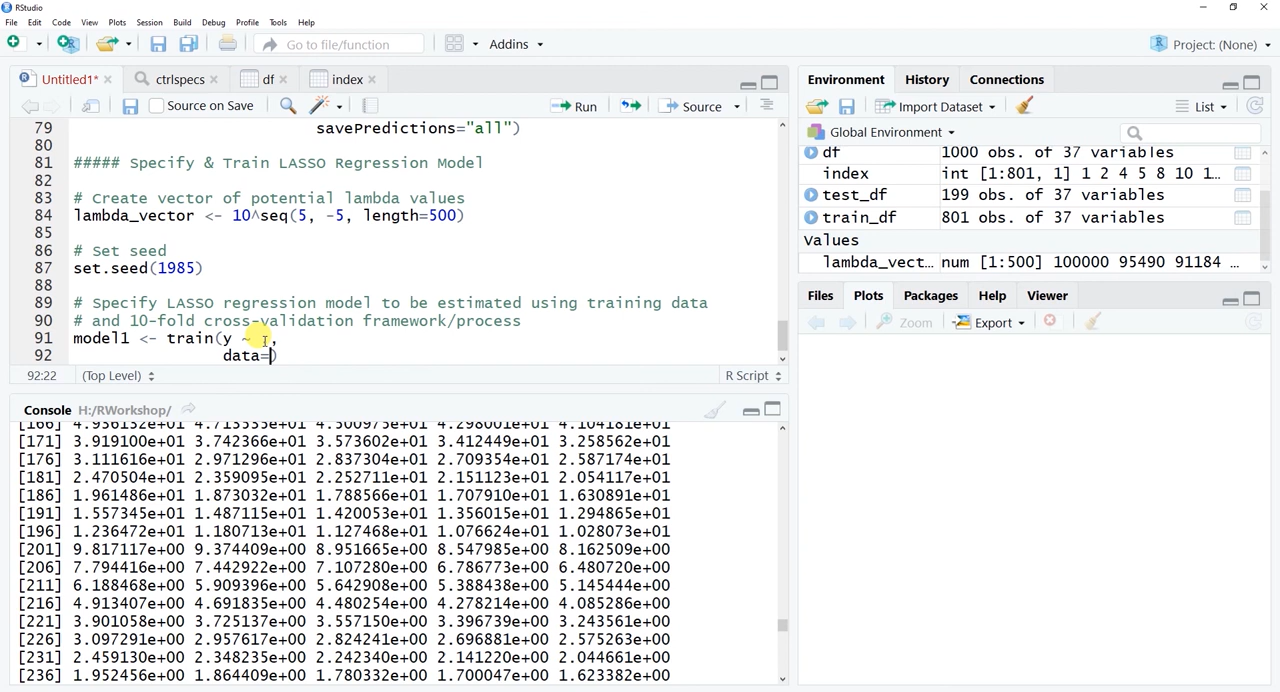 RStudio
File Edit Code View Plots Session Build Debug Profile Tools Help
Go to file/function Addins Project: (None)
Untitled1* ctrlspecs df index
Source on Save Run Source
79 savePredictions="all")
80
81 ##### Specify & Train LASSO Regression Model
82
83 # Create vector of potential lambda values
84 lambda_vector <- 10^seq(5, -5, length=500)
85
86 # Set seed
87 set.seed(1985)
88
89 # Specify LASSO regression model to be estimated using training data
90 # and 10-fold cross-validation framework/process
91 model1 <- train(y ~ .,
92 data=)
92:22 (Top Level) R Script
Console H:/RWorkshop/
[166] 4.936132e+01 4.713535e+01 4.500975e+01 4.298001e+01 4.104181e+01
[171] 3.919100e+01 3.742366e+01 3.573602e+01 3.412449e+01 3.258562e+01
[176] 3.111616e+01 2.971296e+01 2.837304e+01 2.709354e+01 2.587174e+01
[181] 2.470504e+01 2.359095e+01 2.252711e+01 2.151123e+01 2.054117e+01
[186] 1.961486e+01 1.873032e+01 1.788566e+01 1.707910e+01 1.630891e+01
[191] 1.557345e+01 1.487115e+01 1.420053e+01 1.356015e+01 1.294865e+01
[196] 1.236472e+01 1.180713e+01 1.127468e+01 1.076624e+01 1.028073e+01
[201] 9.817117e+00 9.374409e+00 8.951665e+00 8.547985e+00 8.162509e+00
[206] 7.794416e+00 7.442922e+00 7.107280e+00 6.786773e+00 6.480720e+00
[211] 6.188468e+00 5.909396e+00 5.642908e+00 5.388438e+00 5.145444e+00
[216] 4.913407e+00 4.691835e+00 4.480254e+00 4.278214e+00 4.085286e+00
[221] 3.901058e+00 3.725137e+00 3.557150e+00 3.396739e+00 3.243561e+00
[226] 3.097291e+00 2.957617e+00 2.824241e+00 2.696881e+00 2.575263e+00
[231] 2.459130e+00 2.348235e+00 2.242340e+00 2.141220e+00 2.044661e+00
[236] 1.952456e+00 1.864409e+00 1.780332e+00 1.700047e+00 1.623382e+00
Environment History Connections
Import Dataset List
Global Environment
df 1000 obs. of 37 variables
index int [1:801, 1] 1 2 4 5 8 10 1…
test_df 199 obs. of 37 variables
train_df 801 obs. of 37 variables
Values
lambda_vect… num [1:500] 100000 95490 91184 …
Files Plots Packages Help Viewer
Zoom Export